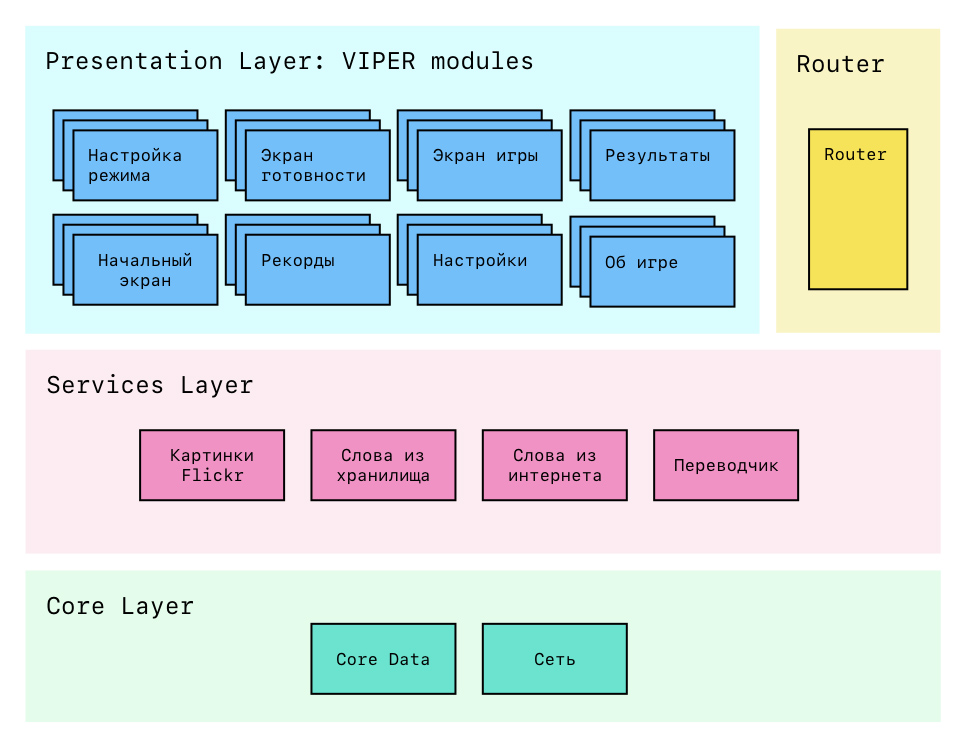 Presentation Layer: VIPER modules
Router
Настройка
режима
Экран
готовности
Экран игры
Результаты
Router
Начальный
экран
Рекорды
Настройки
Об игре
Services Layer
Картинки
Flickr
Слова из
хранилища
Слова из
интернета
Переводчик
Core Layer
Core Data
Сеть